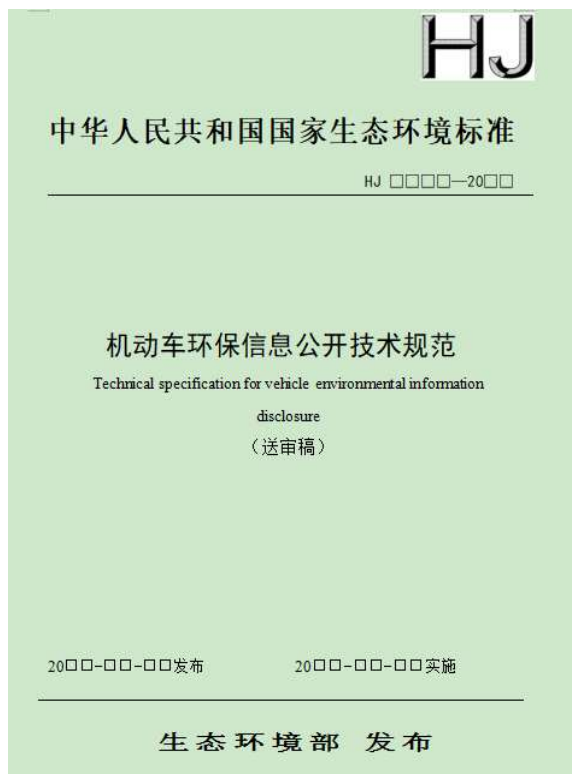 HJ
中华人民共和国国家生态环境标准
HJ □□□□—20□□
机动车环保信息公开技术规范
Technical specification for vehicle environmental information
disclosure
（送审稿）
20□□-□□-□□发布 20□□-□□-□□实施
生态环境部 发布